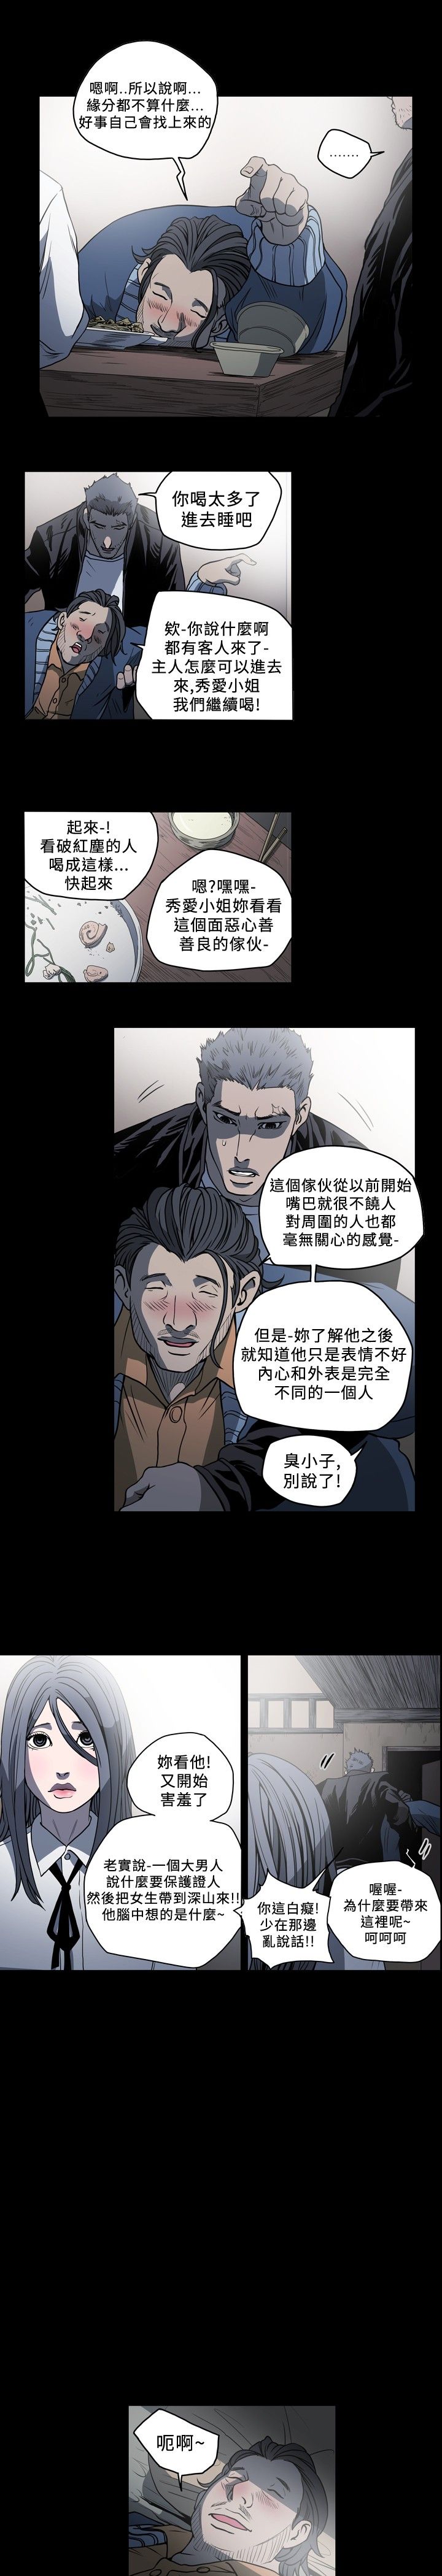 嗯啊..所以說啊...
緣分都不算什麼...
好事自己會找上來的
.......
你喝太多了
進去睡吧
欸-你說什麼啊
都有客人來了-
主人怎麼可以進去
來,秀愛小姐
我們繼續喝!
起來-!
看破紅塵的人
喝成這樣...
快起來
嗯?嘿嘿-
秀愛小姐妳看看
這個面惡心善
善良的傢伙-
這個傢伙從以前開始
嘴巴就很不饒人
對周圍的人也都
毫無關心的感覺-
但是-妳了解他之後
就知道他只是表情不好
內心和外表是完全
不同的一個人
臭小子,
別說了!
妳看他!
又開始
害羞了
老實說-一個大男人
說什麼要保護證人
然後把女生帶到深山來!!
他腦中想的是什麼~
你這白癡!
少在那邊
亂說話!!
喔喔-
為什麼要帶來
這裡呢~
呵呵呵
呃啊~